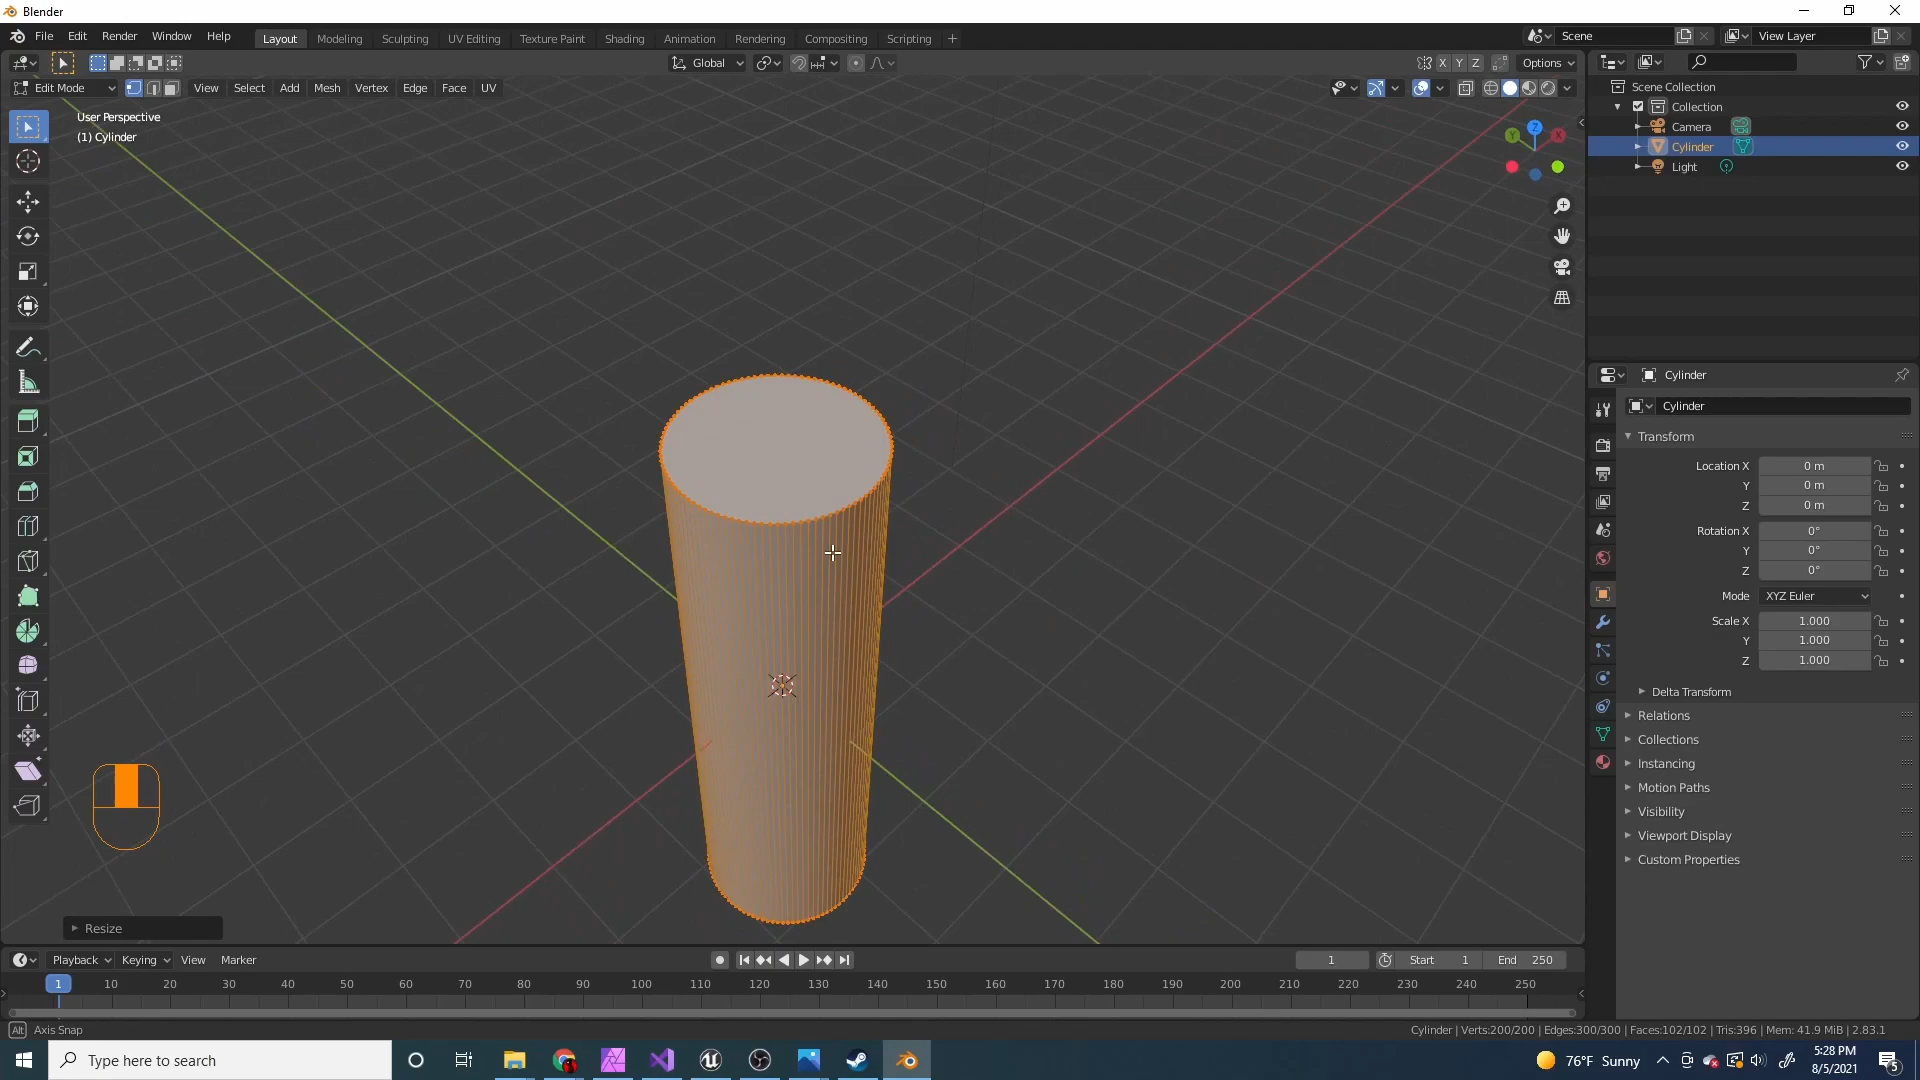 Blender
File Edit Render Window Help
Layout Modeling Sculpting UV Editing Texture Paint Shading Animation Rendering Compositing Scripting +
Scene
View Layer
Global
X Y Z
Options
Edit Mode
View Select Add Mesh Vertex Edge Face UV
User Perspective
(1) Cylinder
Z
Y
X
Scene Collection
Collection
Camera
Cylinder
Light
Cylinder
Cylinder
Transform
Location X 0 m
Y 0 m
Z 0 m
Rotation X 0°
Y 0°
Z 0°
Mode XYZ Euler
Scale X 1.000
Y 1.000
Z 1.000
Delta Transform
Relations
Collections
Instancing
Motion Paths
Visibility
Viewport Display
Custom Properties
Resize
Playback Keying View Marker
1
Start 1
End 250
1 10 20 30 40 50 60 70 80 90 100 110 120 130 140 150 160 170 180 190 200 210 220 230 240 250
Alt Axis Snap
Cylinder | Verts:200/200 | Edges:300/300 | Faces:102/102 | Tris:396 | Mem: 41.9 MiB | 2.83.1
Type here to search
76°F Sunny
5:28 PM
8/5/2021
5